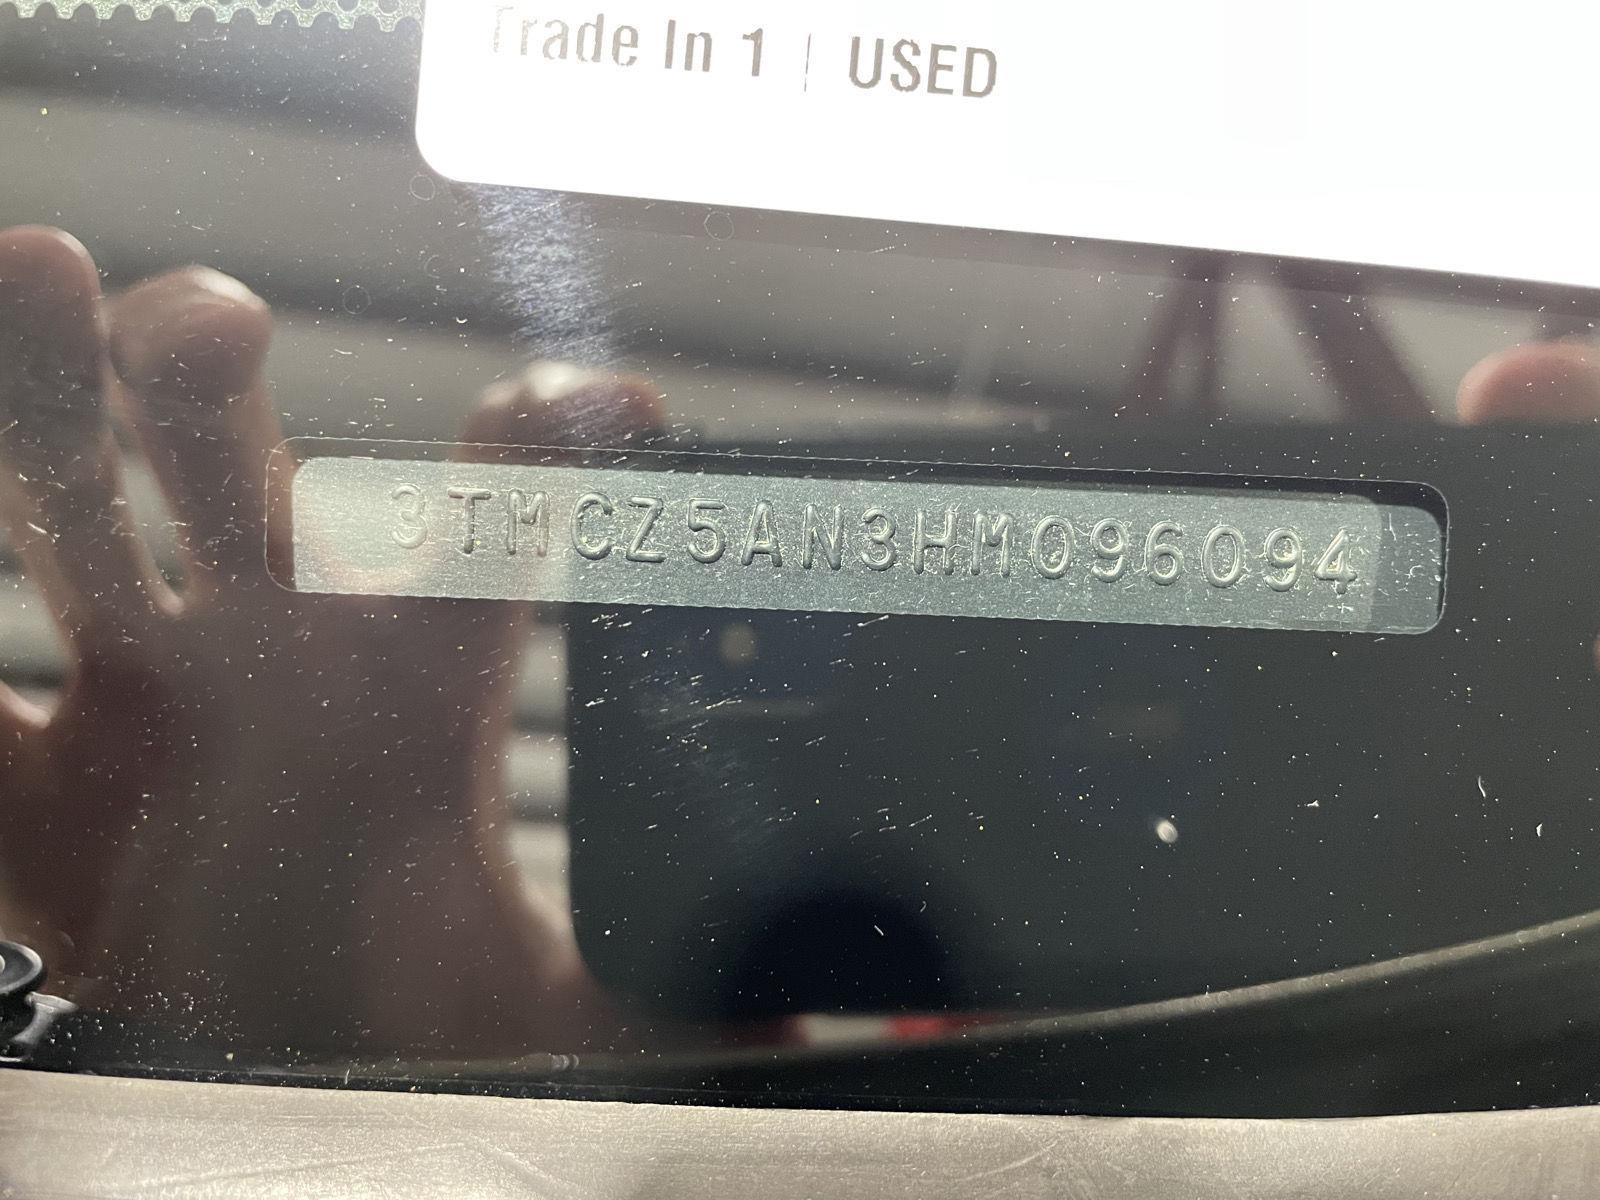 Trade In 1 | USED
3TMCZ5AN3HM096094